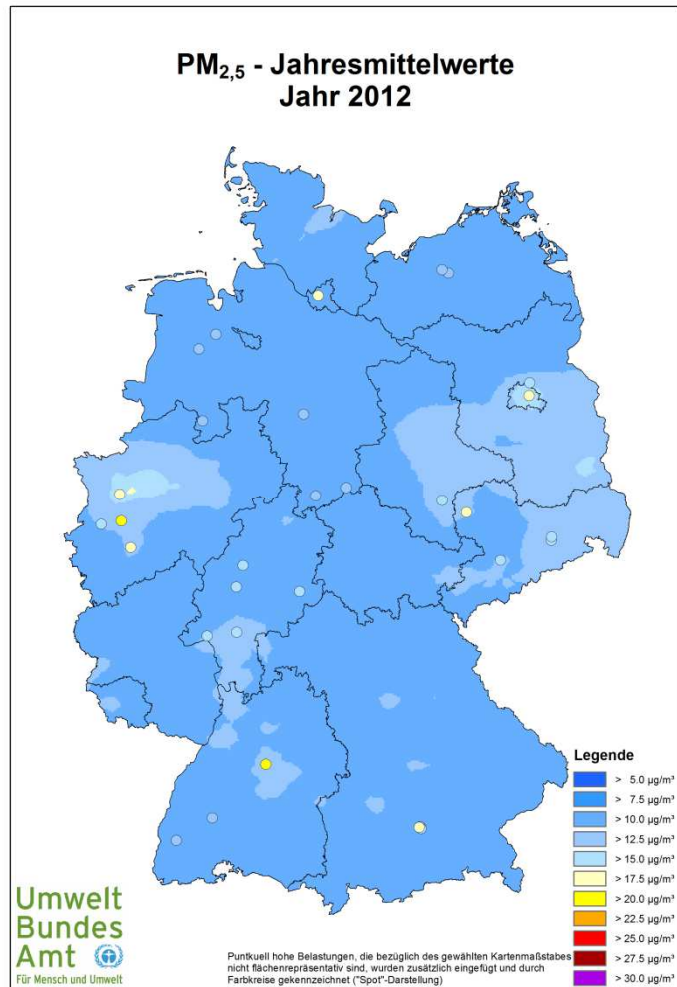 PM2,5 - Jahresmittelwerte
Jahr 2012
Legende
> 5.0 µg/m³
> 7.5 µg/m³
> 10.0 µg/m³
> 12.5 µg/m³
> 15.0 µg/m³
> 17.5 µg/m³
> 20.0 µg/m³
> 22.5 µg/m³
> 25.0 µg/m³
> 27.5 µg/m³
> 30.0 µg/m³
Umwelt
Bundes
Amt
Für Mensch und Umwelt
Puntkuell hohe Belastungen, die bezüglich des gewählten Kartenmaßstabes
nicht flächenrepräsentativ sind, wurden zusätzlich eingefügt und durch
Farbkreise gekennzeichnet ("Spot"-Darstellung)